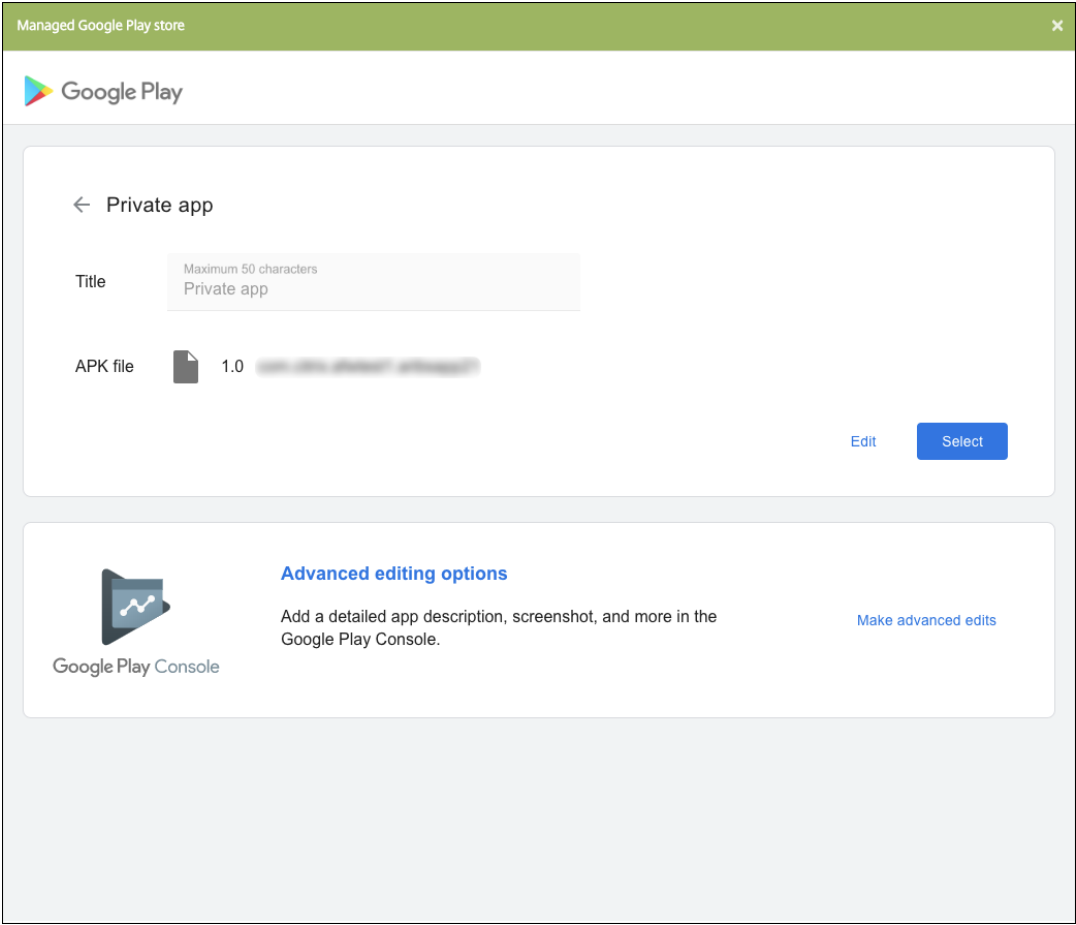 Managed Google Play store
Google Play
Private app
Title
Maximum 50 characters
Private app
APK file 1.0
Edit Select
Advanced editing options
Add a detailed app description, screenshot, and more in the
Google Play Console.
Make advanced edits
Google Play Console